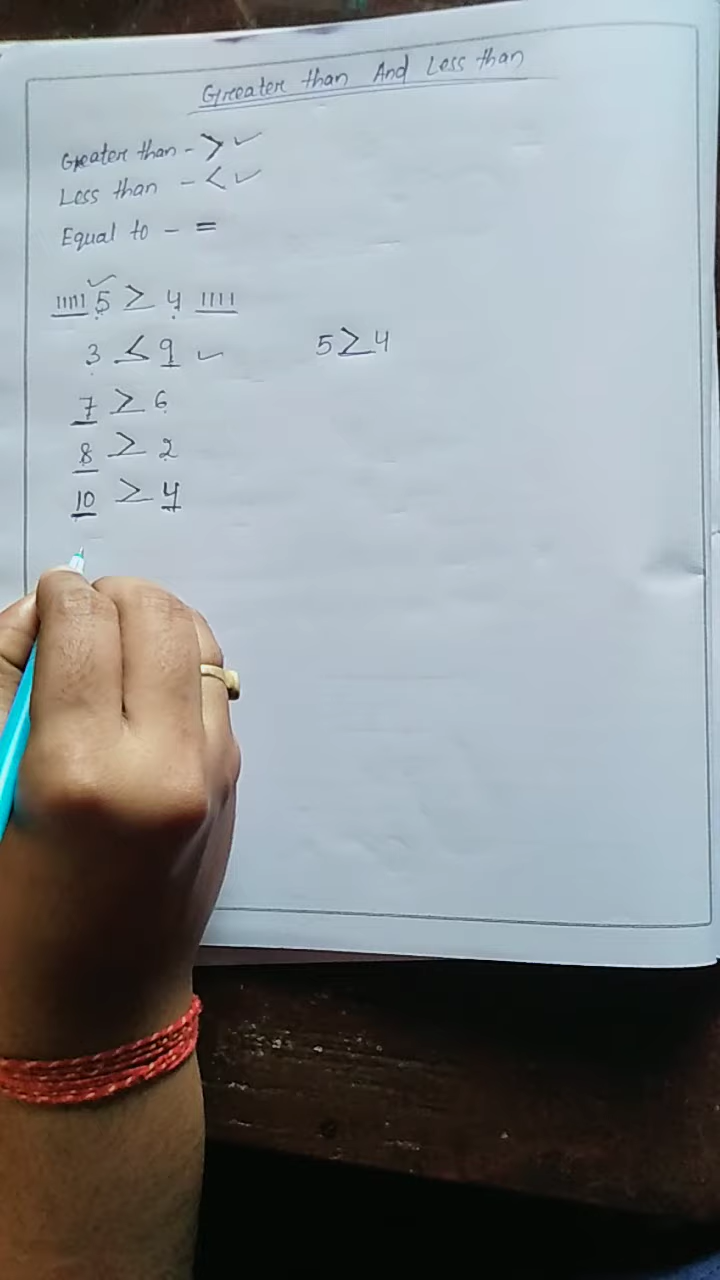 Greater than And Less than
Greater than - > ✓
Less than - < ✓
Equal to - =
||||| 5 > 4 ||||
3 < 9 ✓
5 > 4
7 > 6
8 > 2
10 > 4